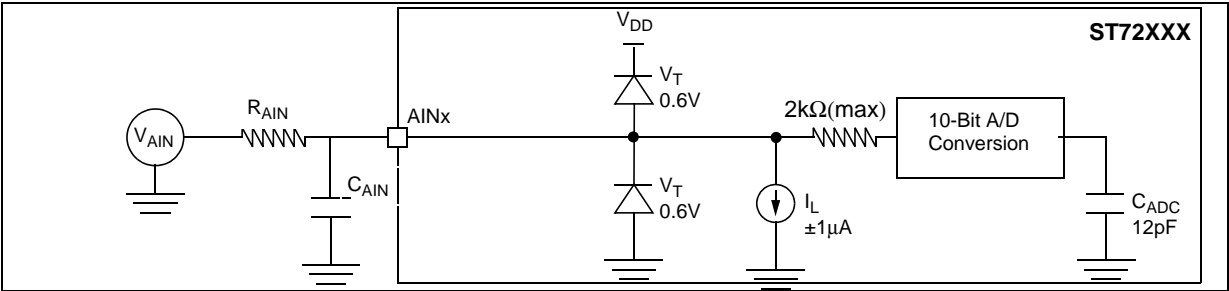 ST72XXX
V_DD
V_T
0.6V
R_AIN
AINx
2kΩ(max)
10-Bit A/D
Conversion
V_AIN
C_AIN
V_T
0.6V
I_L
±1μA
C_ADC
12pF